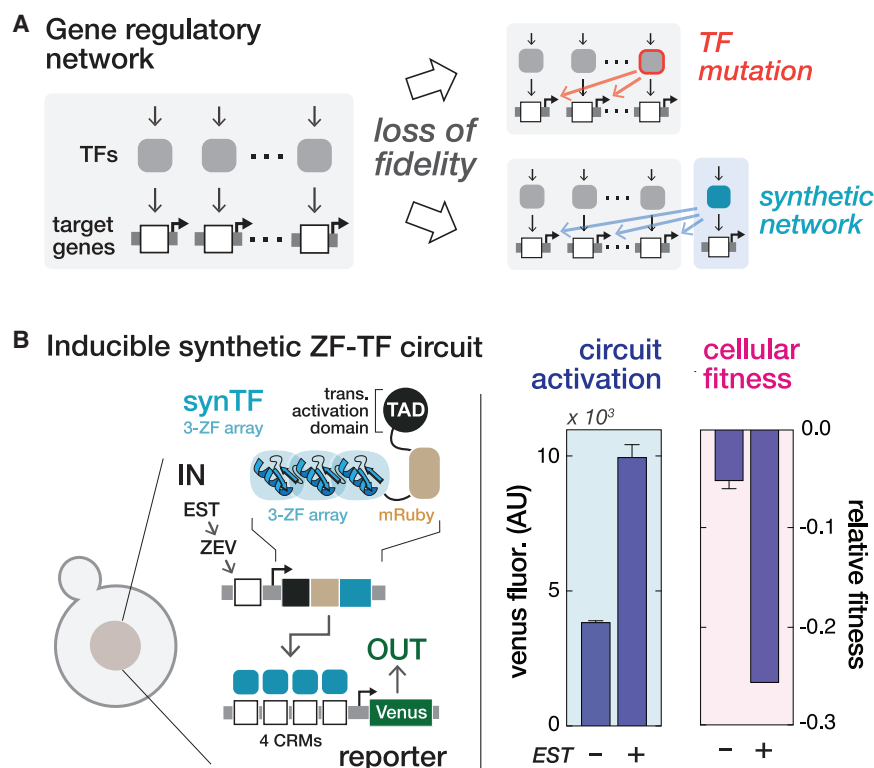 A Gene regulatory
network
TFs
target
genes
loss of
fidelity
TF
mutation
synthetic
network
B Inducible synthetic ZF-TF circuit
synTF
3-ZF array
trans.
activation
domain
TAD
IN
EST
ZEV
3-ZF array
mRuby
OUT
Venus
4 CRMs
reporter
circuit
activation
x 10³
venus fluor. (AU)
10
5
0
EST − +
cellular
fitness
0.0
-0.1
-0.2
-0.3
relative fitness
− +